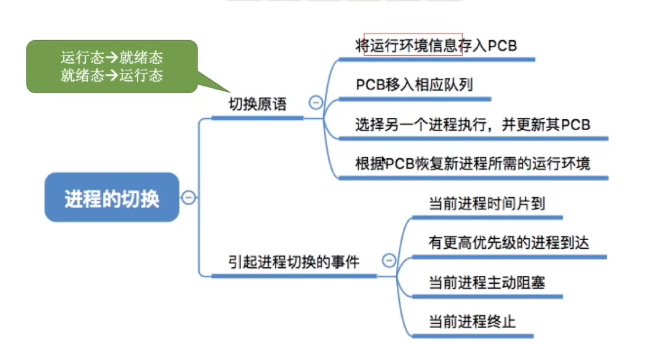 运行态→就绪态
就绪态→运行态
进程的切换
切换原语
将运行环境信息存入PCB
PCB移入相应队列
选择另一个进程执行，并更新其PCB
根据PCB恢复新进程所需的运行环境
引起进程切换的事件
当前进程时间片到
有更高优先级的进程到达
当前进程主动阻塞
当前进程终止